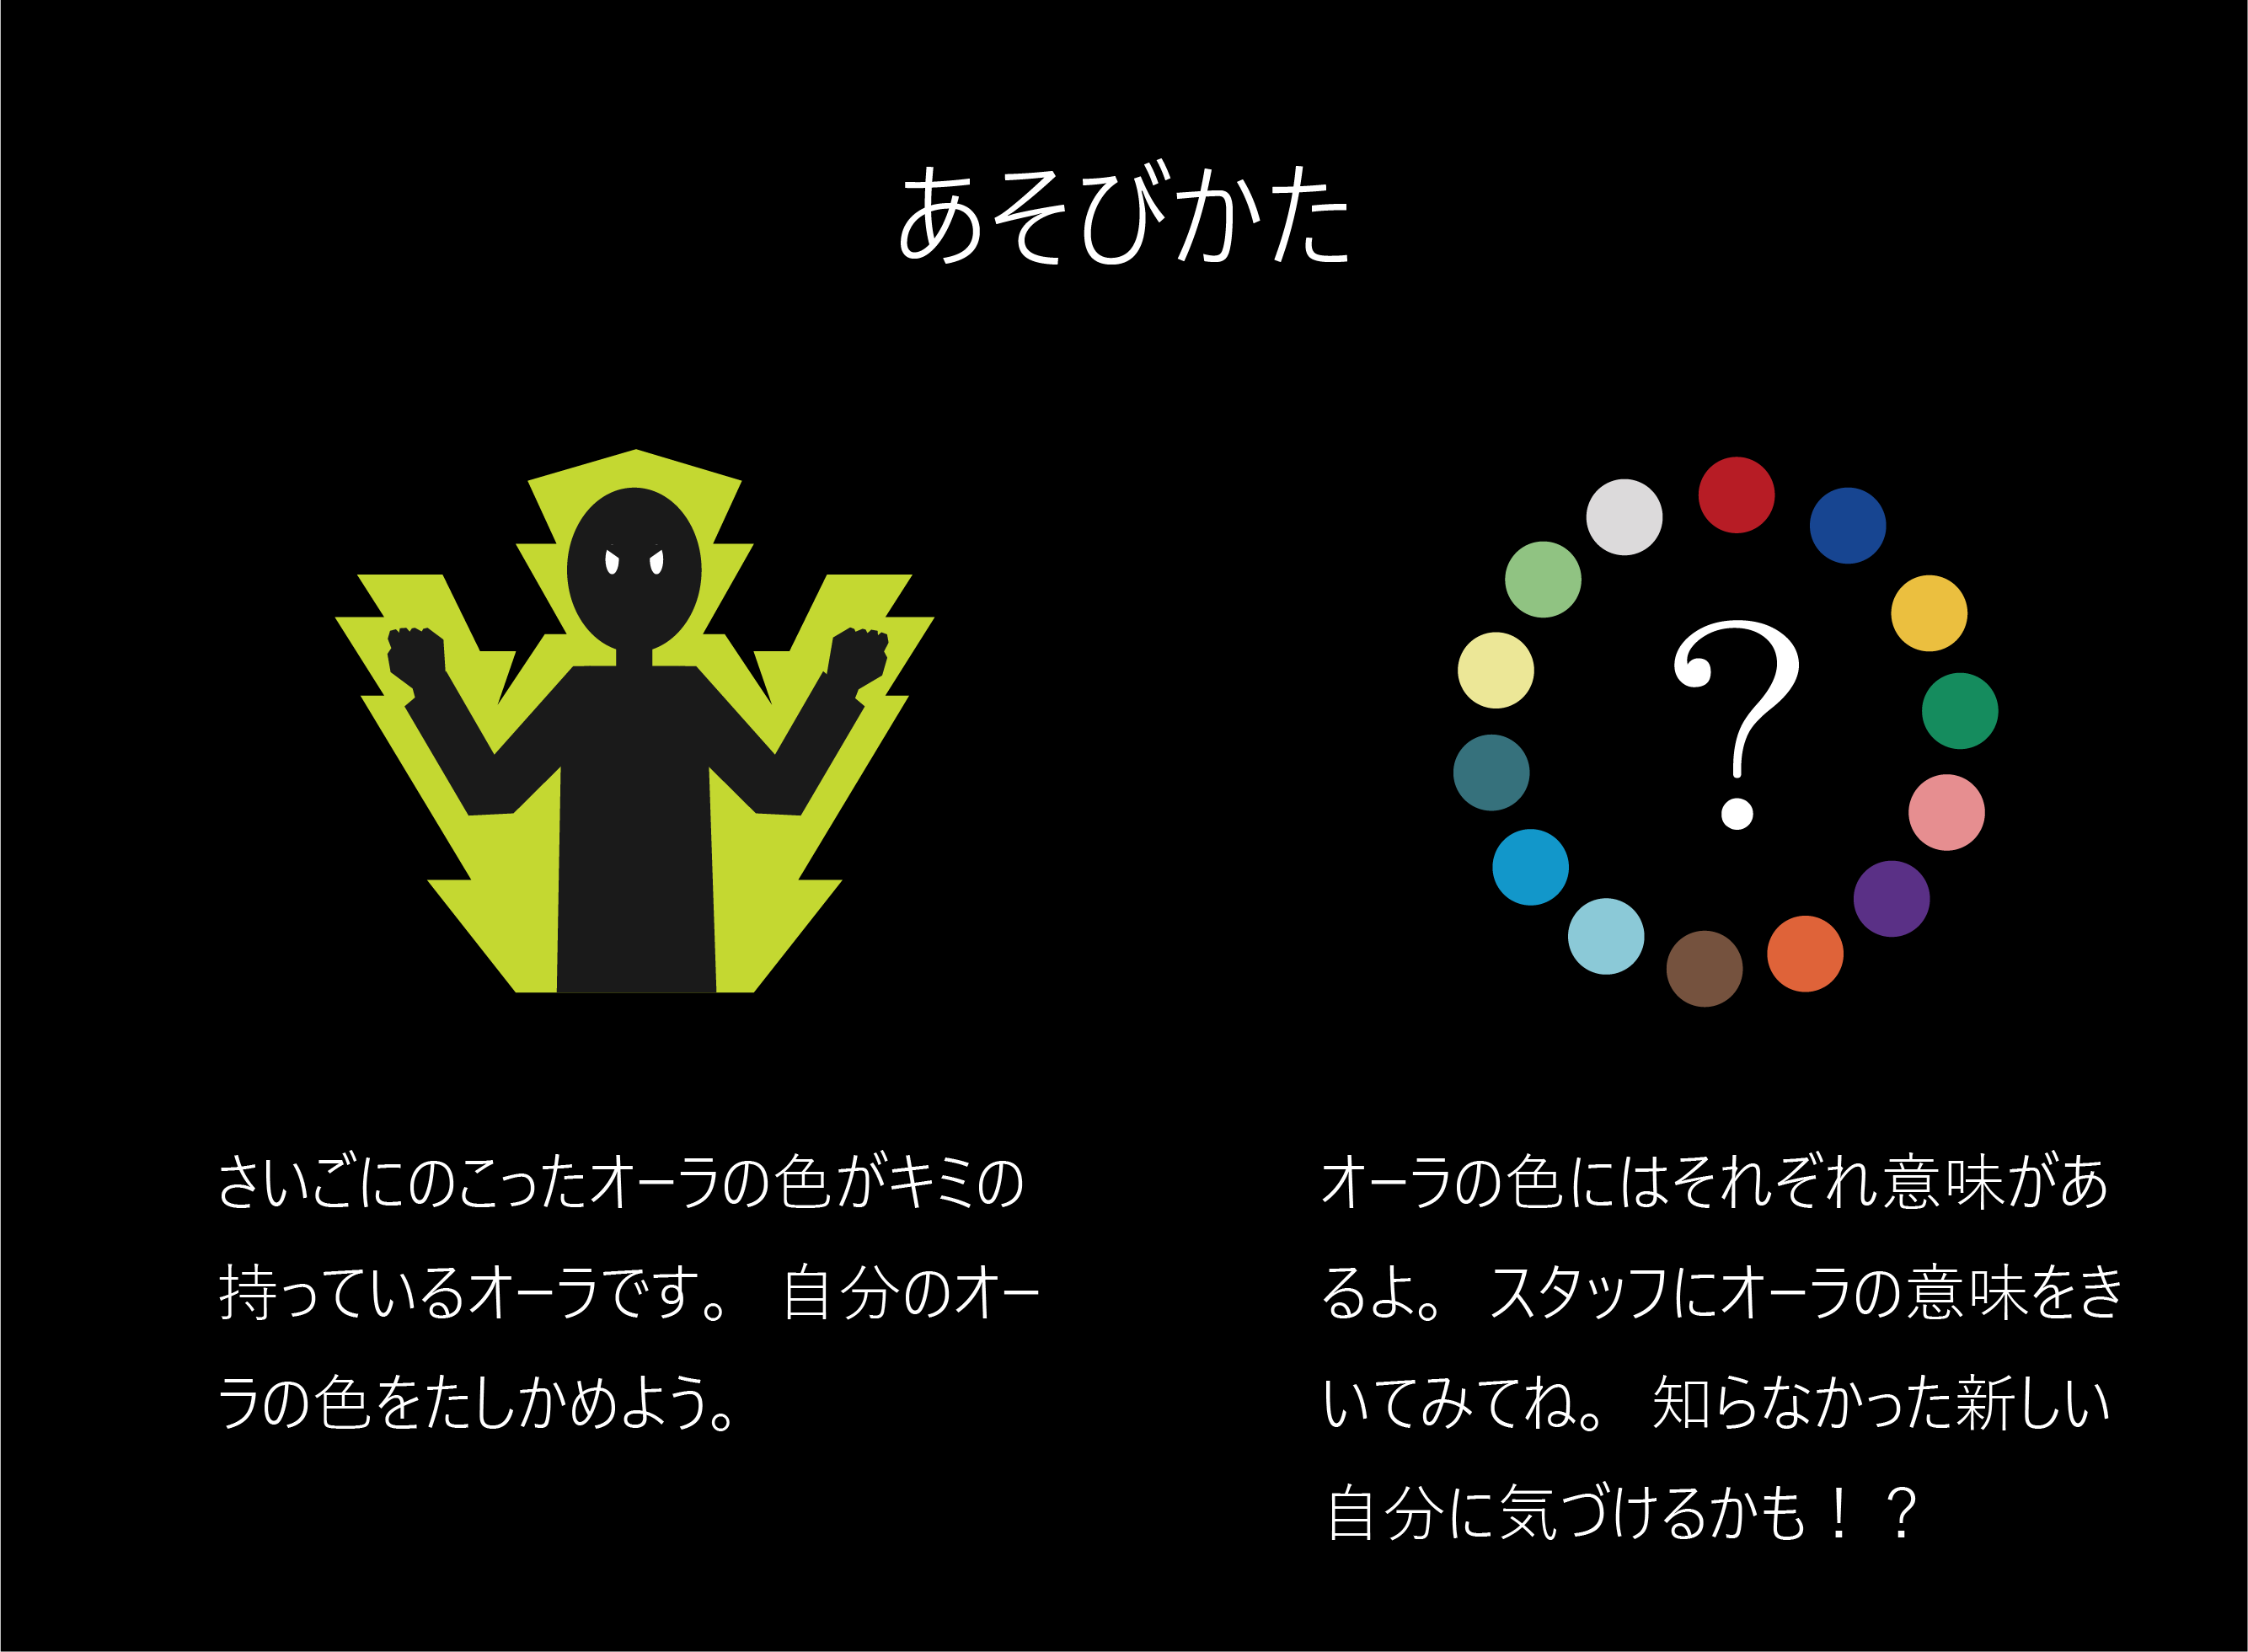 あそびかた
?
さいごにのこったオーラの色がキミの
持っているオーラです。 自分のオー
ラの色をたしかめよう。
オーラの色にはそれぞれ意味があ
るよ。 スタッフにオーラの意味をき
いてみてね。 知らなかった新しい
自分に気づけるかも！？